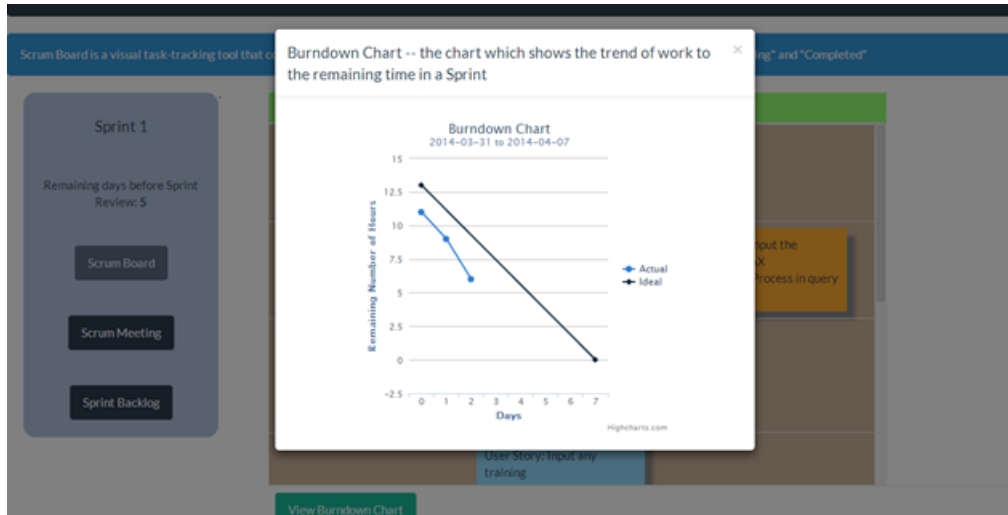 Burndown Chart -- the chart which shows the trend of work to
the remaining time in a Sprint
×
Scrum Board is a visual task-tracking tool that
ing" and "Completed"
Sprint 1
Remaining days before Sprint
Review: 5
Scrum Board
Scrum Meeting
Sprint Backlog
Burndown Chart
2014-03-31 to 2014-04-07
Remaining Number of Hours
15
12.5
10
7.5
5
2.5
0
-2.5
0 1 2 3 4 5 6 7
Days
Actual
Ideal
Highcharts.com
nput the
AX
Process in query
User Story: Input any
training
View Burndown Chart